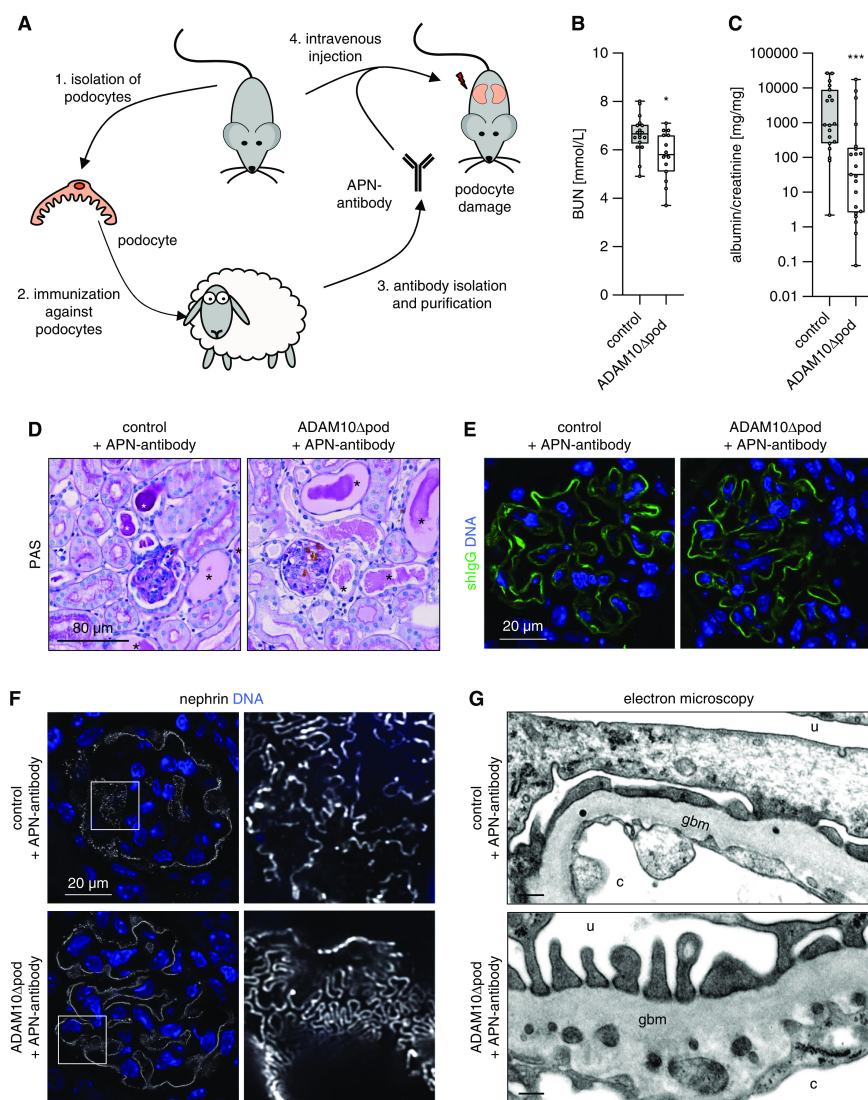 A
1. isolation of
podocytes
4. intravenous
injection
APN-
antibody
podocyte
damage
podocyte
2. immunization
against
podocytes
3. antibody isolation
and purification
B
BUN [mmol/L]
10
8
6
4
2
0
*
control
ADAM10Δpod
C
albumin/creatinine [mg/mg]
100000
10000
1000
100
10
1
0.1
0.01
***
control
ADAM10Δpod
D
control
+ APN-antibody
ADAM10Δpod
+ APN-antibody
PAS
*
*
*
*
80 µm
*
*
*
*
E
control
+ APN-antibody
ADAM10Δpod
+ APN-antibody
shIgG DNA
20 µm
F
nephrin DNA
control
+ APN-antibody
20 µm
ADAM10Δpod
+ APN-antibody
G
electron microscopy
control
+ APN-antibody
u
gbm
c
ADAM10Δpod
+ APN-antibody
u
gbm
c